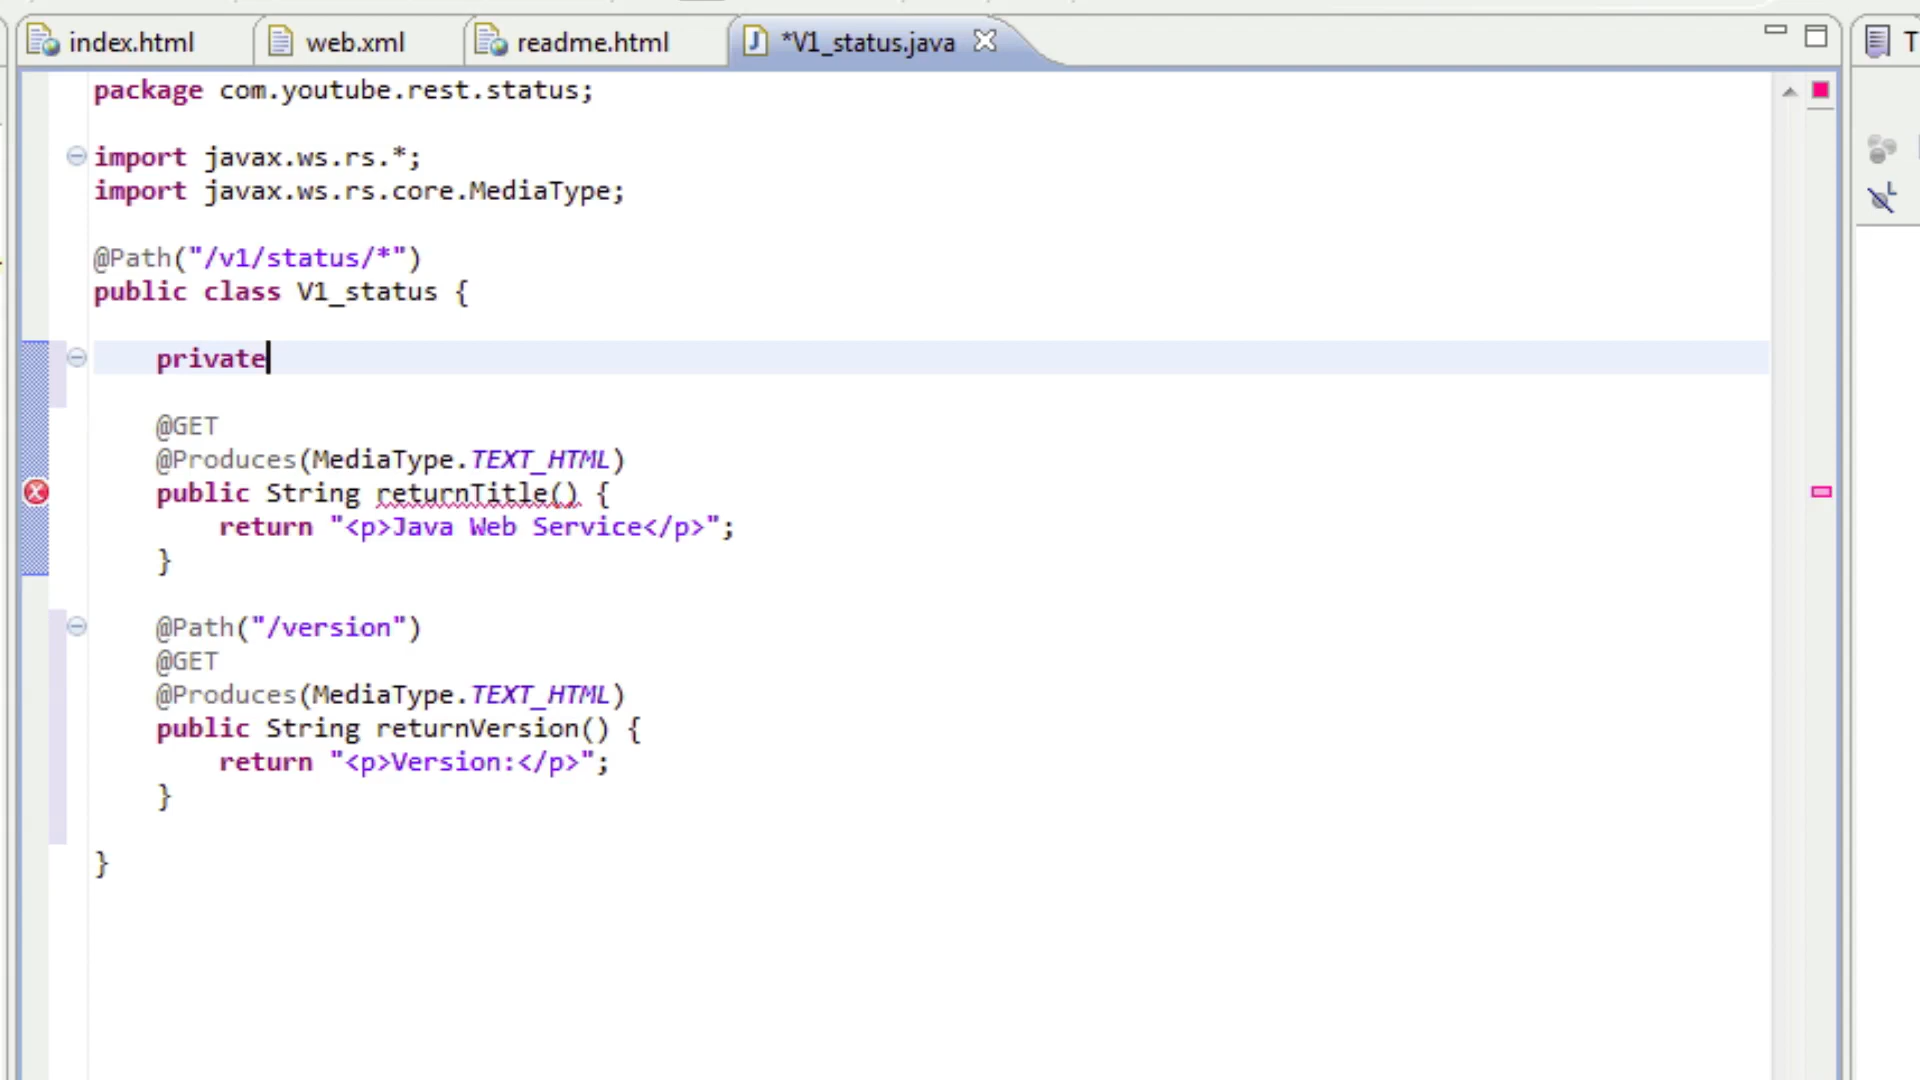 index.html
web.xml
readme.html
*V1_status.java
T
package com.youtube.rest.status;
import javax.ws.rs.*;
import javax.ws.rs.core.MediaType;
@Path("/v1/status/*")
public class V1_status {
private
@GET
@Produces(MediaType.TEXT_HTML)
public String returnTitle() {
return "<p>Java Web Service</p>";
}
@Path("/version")
@GET
@Produces(MediaType.TEXT_HTML)
public String returnVersion() {
return "<p>Version:</p>";
}
}